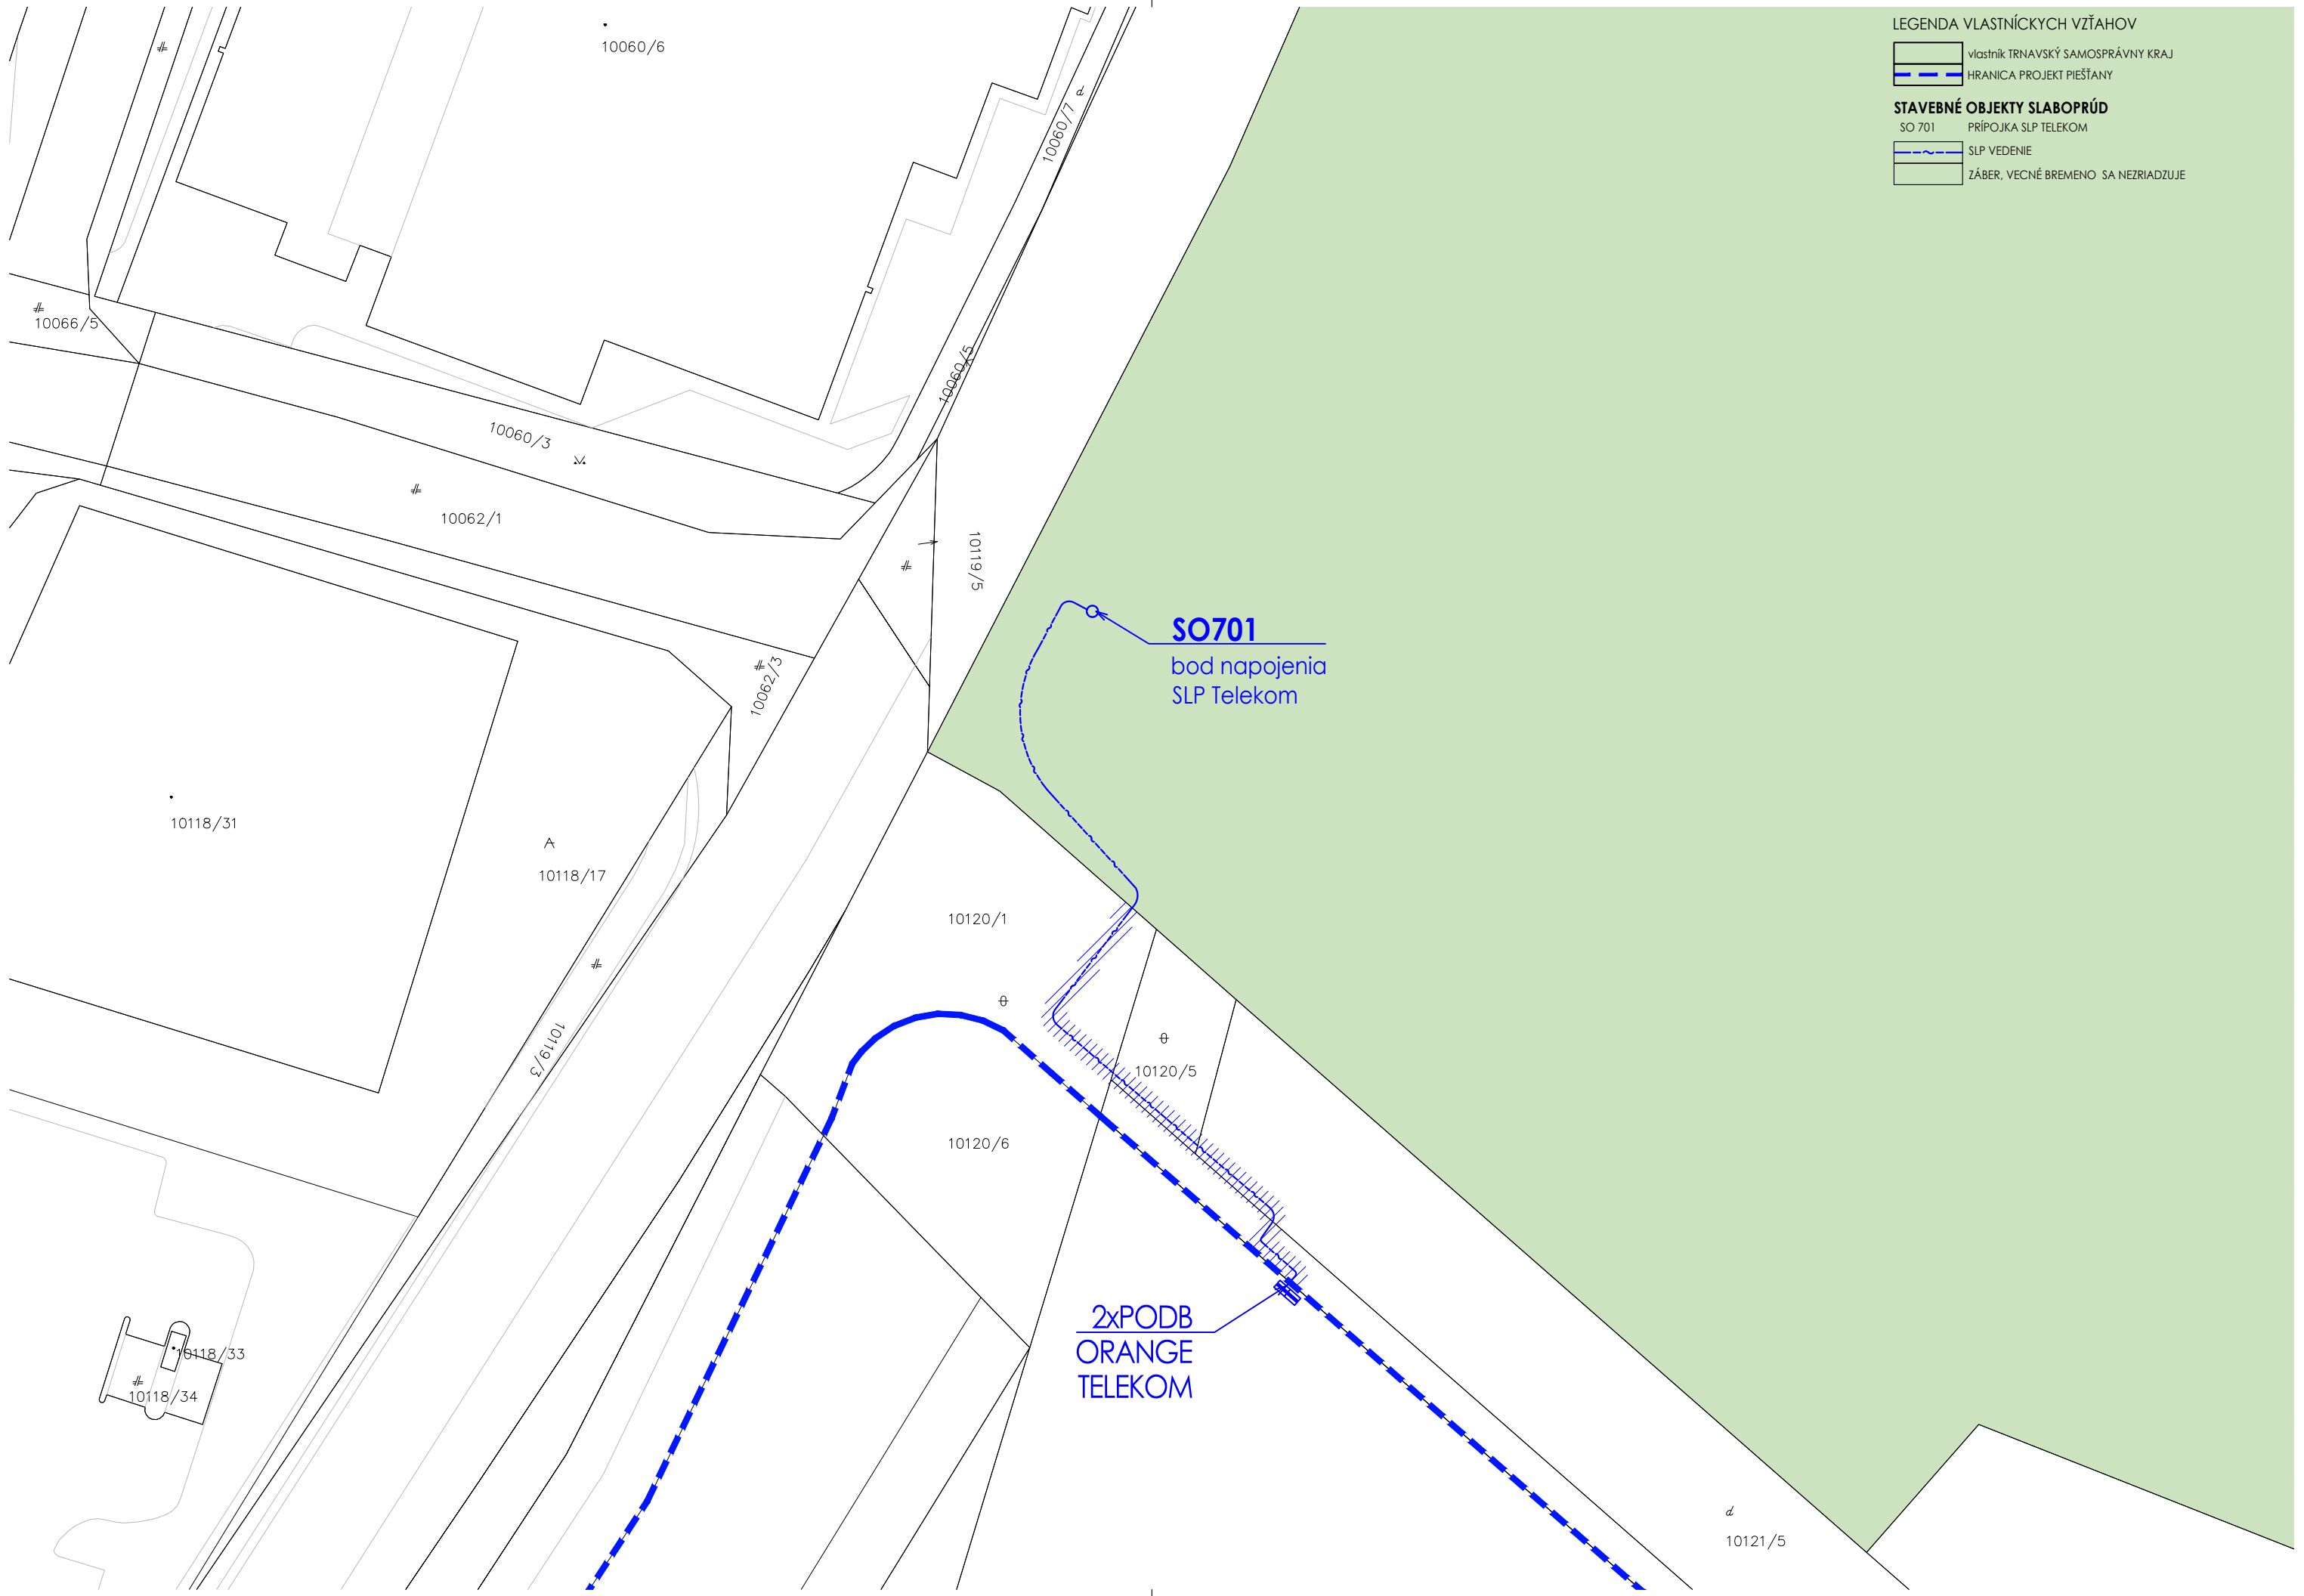 LEGENDA VLASTNÍCKYCH VZŤAHOV
vlastník TRNAVSKÝ SAMOSPRÁVNY KRAJ
HRANICA PROJEKT PIEŠŤANY
STAVEBNÉ OBJEKTY SLABOPRÚD
SO 701 PRÍPOJKA SLP TELEKOM
SLP VEDENIE
ZÁBER, VECNÉ BREMENO SA NEZRIADZUJE
10060/6
10060/7
10066/5
10060/5
10060/3
10062/1
10119/5
SO701
bod napojenia
SLP Telekom
10062/3
10118/31
10118/17
10120/1
10119/3
10120/5
10120/6
2xPODB
ORANGE
TELEKOM
10118/33
10118/34
10121/5